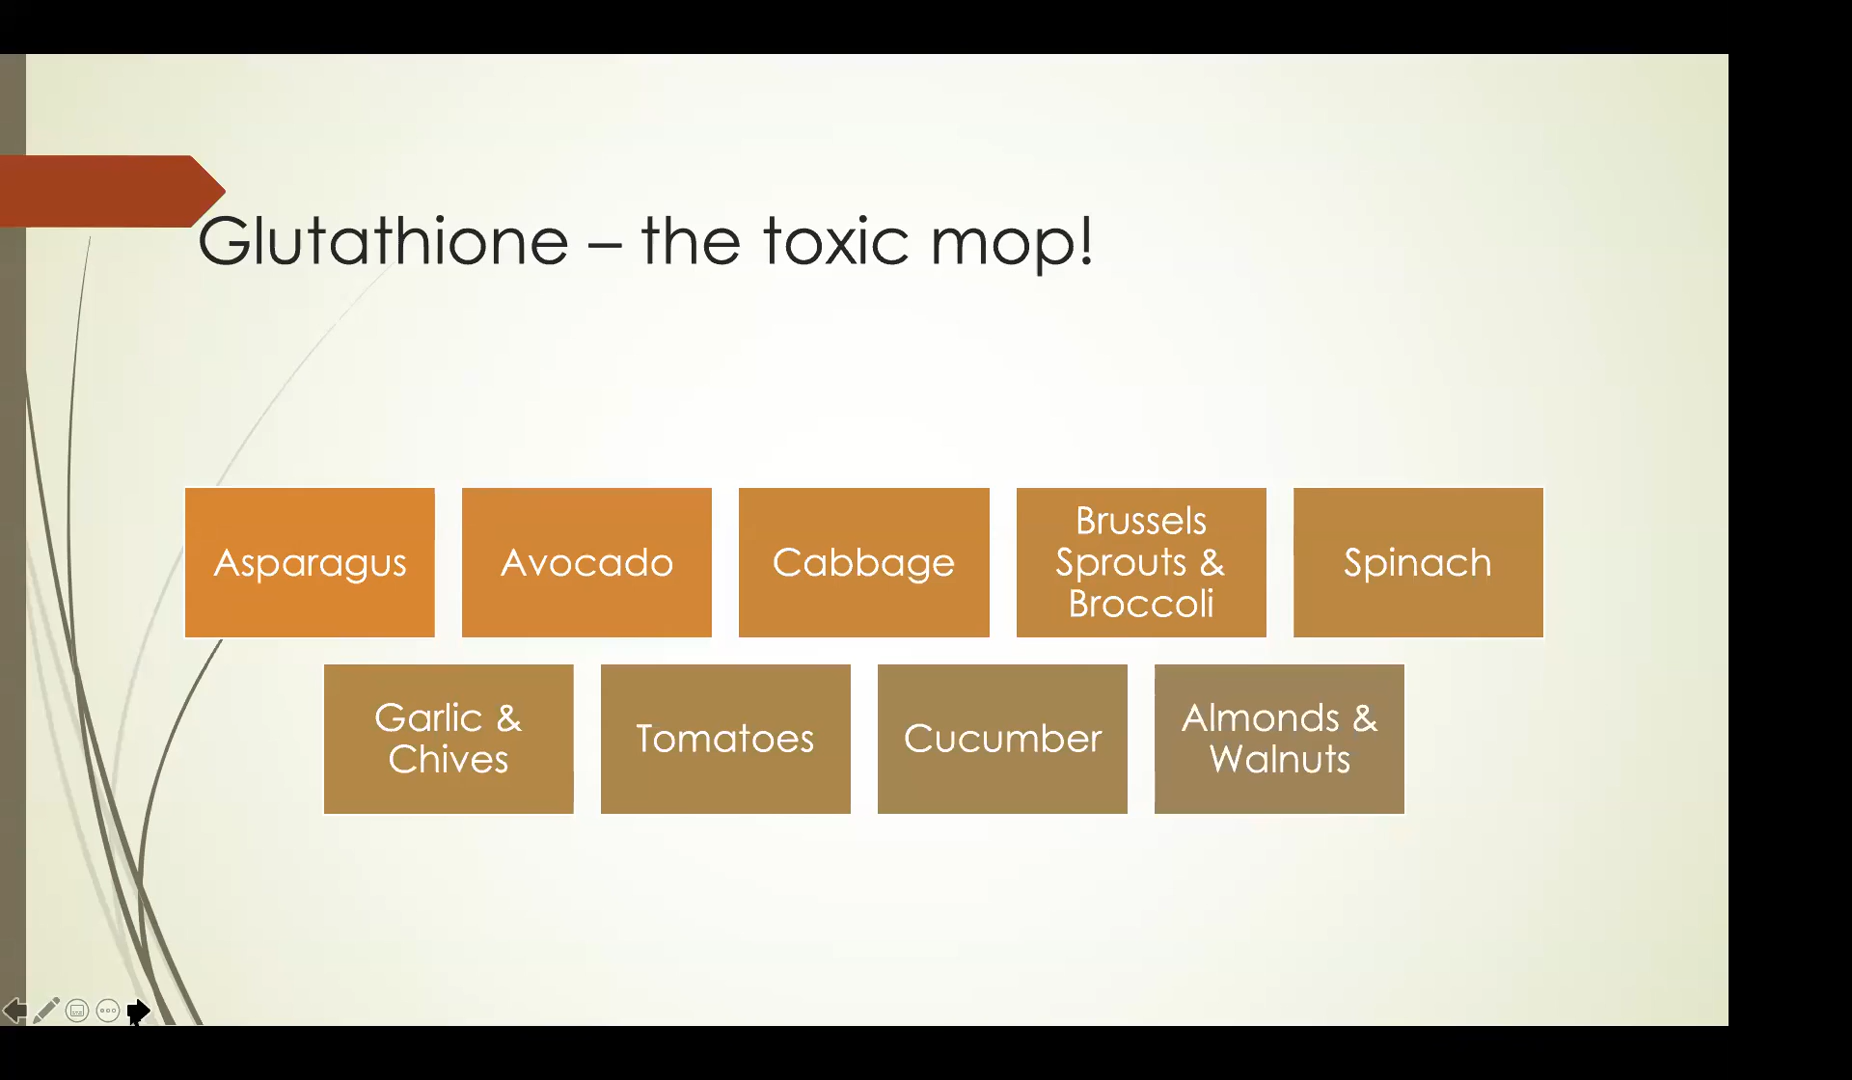 Glutathione – the toxic mop!
Asparagus
Avocado
Cabbage
Brussels
Sprouts &
Broccoli
Spinach
Garlic &
Chives
Tomatoes
Cucumber
Almonds &
Walnuts